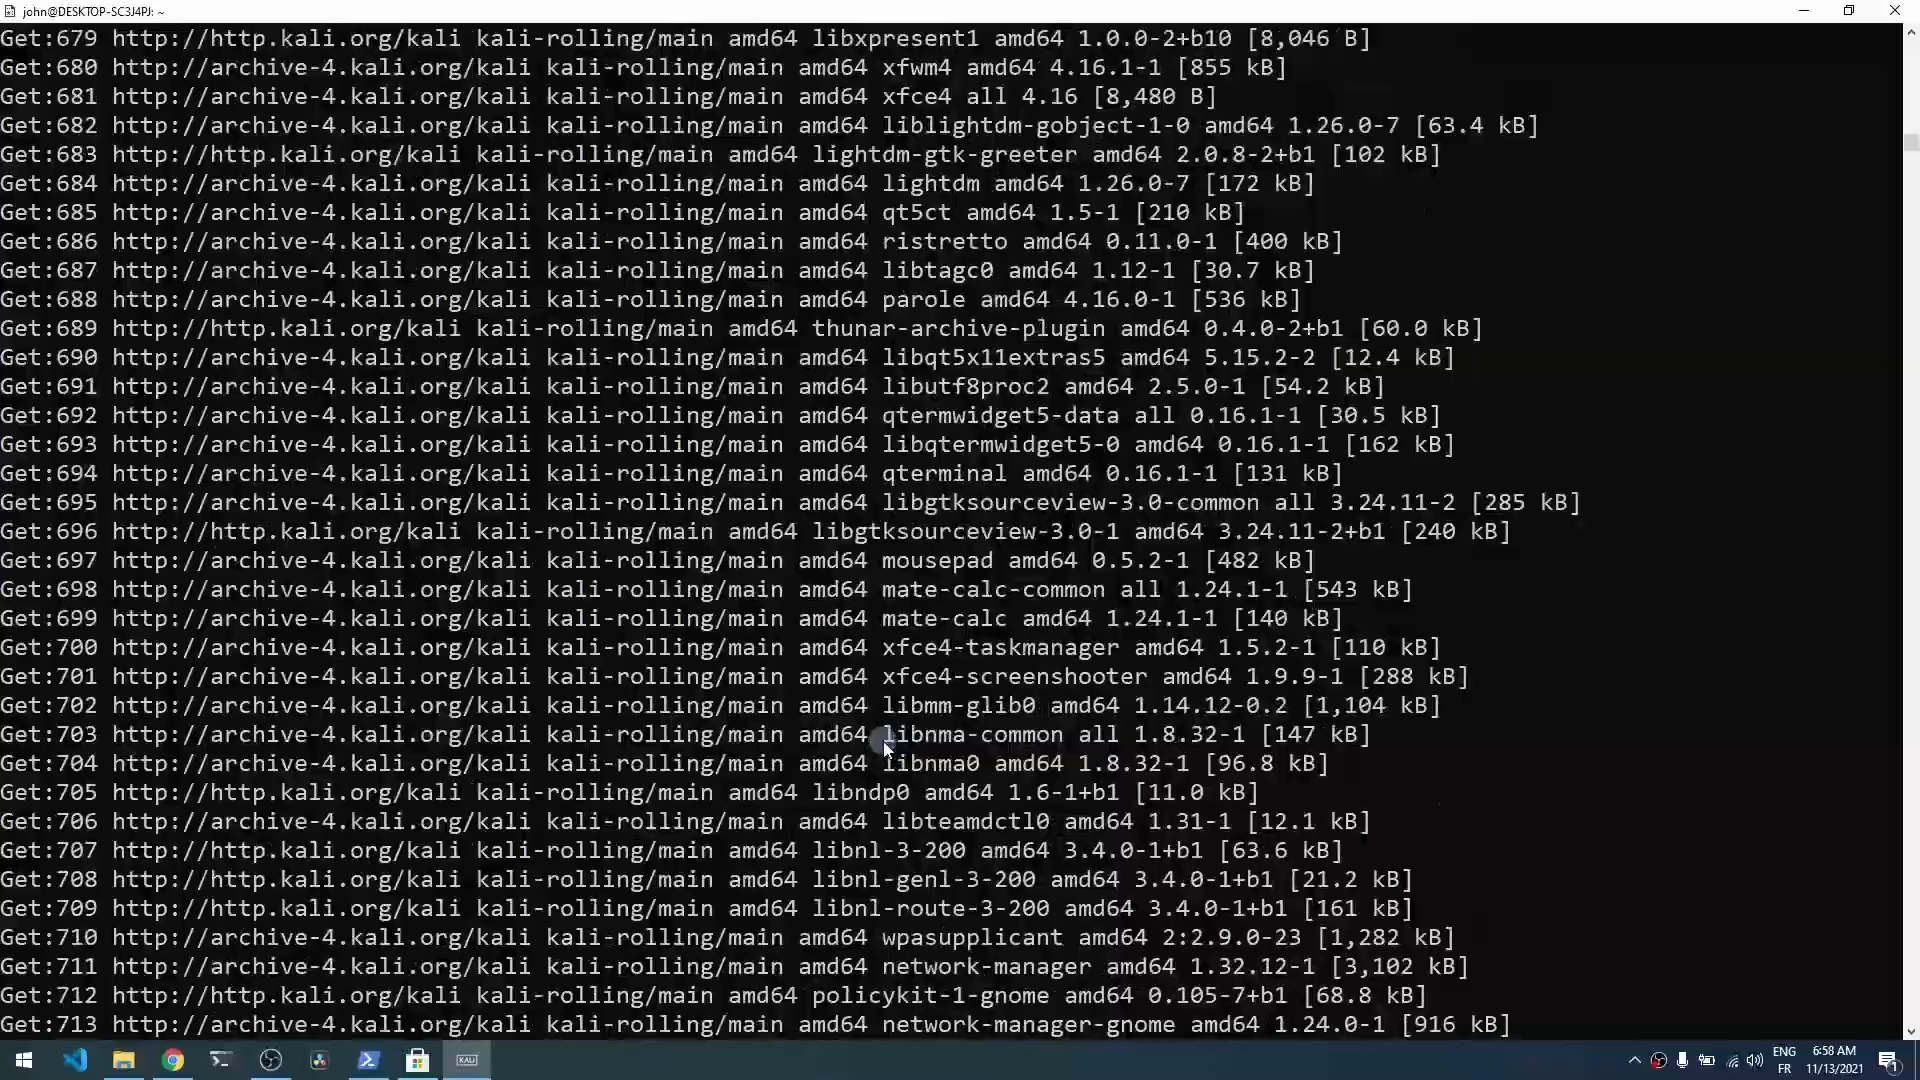 john@DESKTOP-SC3J4PJ: ~
Get:679 http://http.kali.org/kali kali-rolling/main amd64 libxpresent1 amd64 1.0.0-2+b10 [8,046 B]
Get:680 http://archive-4.kali.org/kali kali-rolling/main amd64 xfwm4 amd64 4.16.1-1 [855 kB]
Get:681 http://archive-4.kali.org/kali kali-rolling/main amd64 xfce4 all 4.16 [8,480 B]
Get:682 http://archive-4.kali.org/kali kali-rolling/main amd64 liblightdm-gobject-1-0 amd64 1.26.0-7 [63.4 kB]
Get:683 http://http.kali.org/kali kali-rolling/main amd64 lightdm-gtk-greeter amd64 2.0.8-2+b1 [102 kB]
Get:684 http://archive-4.kali.org/kali kali-rolling/main amd64 lightdm amd64 1.26.0-7 [172 kB]
Get:685 http://archive-4.kali.org/kali kali-rolling/main amd64 qt5ct amd64 1.5-1 [210 kB]
Get:686 http://archive-4.kali.org/kali kali-rolling/main amd64 ristretto amd64 0.11.0-1 [400 kB]
Get:687 http://archive-4.kali.org/kali kali-rolling/main amd64 libtagc0 amd64 1.12-1 [30.7 kB]
Get:688 http://archive-4.kali.org/kali kali-rolling/main amd64 parole amd64 4.16.0-1 [536 kB]
Get:689 http://http.kali.org/kali kali-rolling/main amd64 thunar-archive-plugin amd64 0.4.0-2+b1 [60.0 kB]
Get:690 http://archive-4.kali.org/kali kali-rolling/main amd64 libqt5x11extras5 amd64 5.15.2-2 [12.4 kB]
Get:691 http://archive-4.kali.org/kali kali-rolling/main amd64 libutf8proc2 amd64 2.5.0-1 [54.2 kB]
Get:692 http://archive-4.kali.org/kali kali-rolling/main amd64 qtermwidget5-data all 0.16.1-1 [30.5 kB]
Get:693 http://archive-4.kali.org/kali kali-rolling/main amd64 libqtermwidget5-0 amd64 0.16.1-1 [162 kB]
Get:694 http://archive-4.kali.org/kali kali-rolling/main amd64 qterminal amd64 0.16.1-1 [131 kB]
Get:695 http://archive-4.kali.org/kali kali-rolling/main amd64 libgtksourceview-3.0-common all 3.24.11-2 [285 kB]
Get:696 http://http.kali.org/kali kali-rolling/main amd64 libgtksourceview-3.0-1 amd64 3.24.11-2+b1 [240 kB]
Get:697 http://archive-4.kali.org/kali kali-rolling/main amd64 mousepad amd64 0.5.2-1 [482 kB]
Get:698 http://archive-4.kali.org/kali kali-rolling/main amd64 mate-calc-common all 1.24.1-1 [543 kB]
Get:699 http://archive-4.kali.org/kali kali-rolling/main amd64 mate-calc amd64 1.24.1-1 [140 kB]
Get:700 http://archive-4.kali.org/kali kali-rolling/main amd64 xfce4-taskmanager amd64 1.5.2-1 [110 kB]
Get:701 http://archive-4.kali.org/kali kali-rolling/main amd64 xfce4-screenshooter amd64 1.9.9-1 [288 kB]
Get:702 http://archive-4.kali.org/kali kali-rolling/main amd64 libmm-glib0 amd64 1.14.12-0.2 [1,104 kB]
Get:703 http://archive-4.kali.org/kali kali-rolling/main amd64 libnma-common all 1.8.32-1 [147 kB]
Get:704 http://archive-4.kali.org/kali kali-rolling/main amd64 libnma0 amd64 1.8.32-1 [96.8 kB]
Get:705 http://http.kali.org/kali kali-rolling/main amd64 libndp0 amd64 1.6-1+b1 [11.0 kB]
Get:706 http://archive-4.kali.org/kali kali-rolling/main amd64 libteamdctl0 amd64 1.31-1 [12.1 kB]
Get:707 http://http.kali.org/kali kali-rolling/main amd64 libnl-3-200 amd64 3.4.0-1+b1 [63.6 kB]
Get:708 http://http.kali.org/kali kali-rolling/main amd64 libnl-genl-3-200 amd64 3.4.0-1+b1 [21.2 kB]
Get:709 http://http.kali.org/kali kali-rolling/main amd64 libnl-route-3-200 amd64 3.4.0-1+b1 [161 kB]
Get:710 http://archive-4.kali.org/kali kali-rolling/main amd64 wpasupplicant amd64 2:2.9.0-23 [1,282 kB]
Get:711 http://archive-4.kali.org/kali kali-rolling/main amd64 network-manager amd64 1.32.12-1 [3,102 kB]
Get:712 http://http.kali.org/kali kali-rolling/main amd64 policykit-1-gnome amd64 0.105-7+b1 [68.8 kB]
Get:713 http://archive-4.kali.org/kali kali-rolling/main amd64 network-manager-gnome amd64 1.24.0-1 [916 kB]
KALI
ENG 6:58 AM
FR 11/13/2021
1